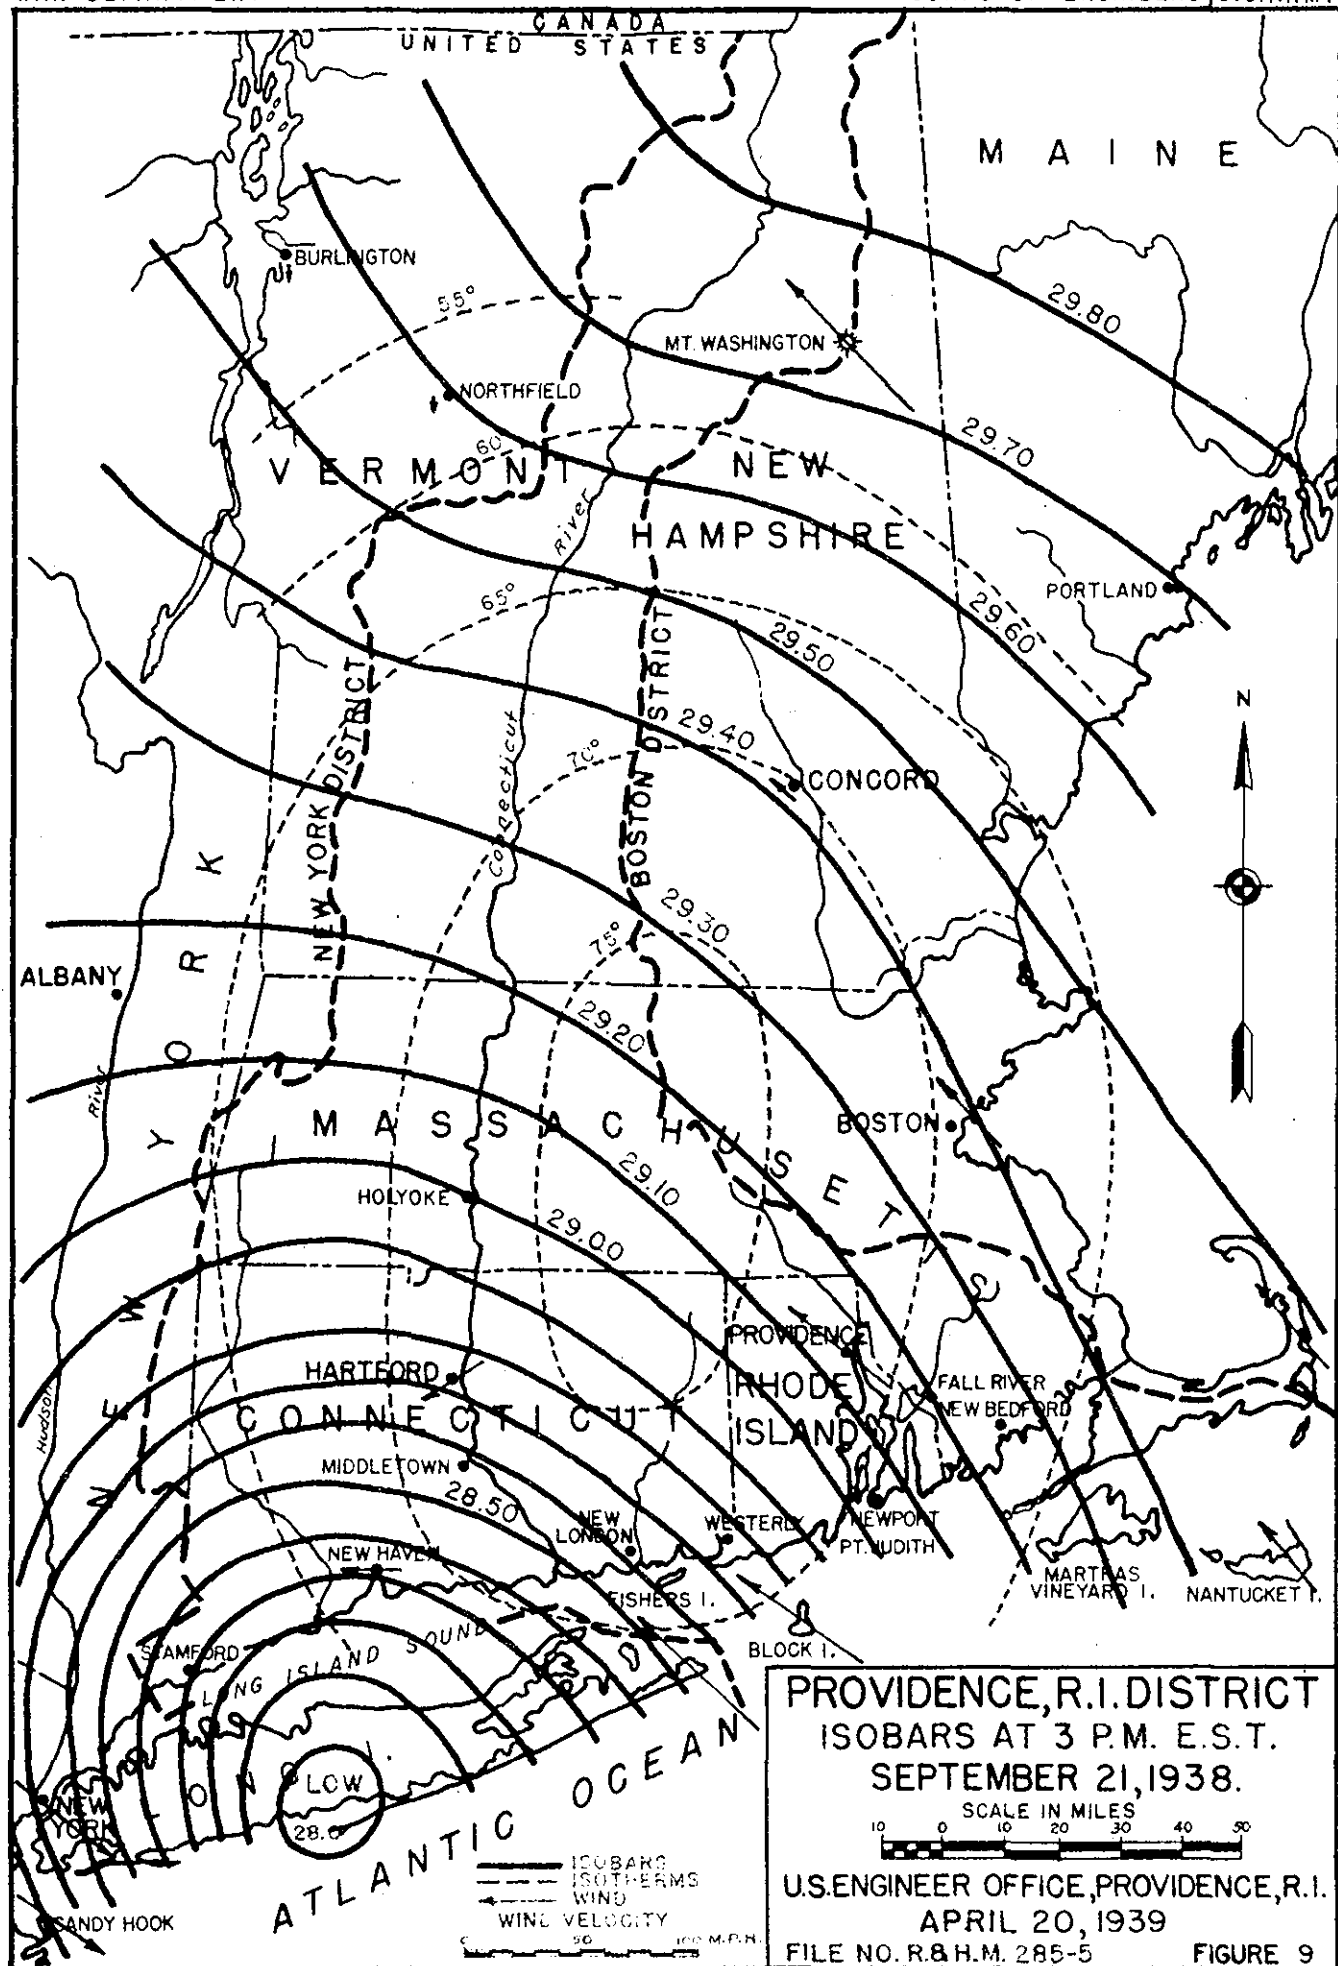 CANADA
UNITED STATES
MAINE
BURLINGTON
55°
29.80
MT. WASHINGTON
NORTHFIELD
29.70
60
VERMONT
NEW
HAMPSHIRE
River
PORTLAND
65°
29.60
29.50
NEW YORK DISTRICT
BOSTON DISTRICT
29.40
N
Connecticut
70°
CONCORD
29.30
75°
ALBANY
29.20
River
Hudson
NEW YORK
MASSACHUSETTS
BOSTON
29.10
HOLYOKE
29.00
PROVIDENCE
HARTFORD
RHODE
ISLAND
FALL RIVER
NEW BEDFORD
CONNECTICUT
MIDDLETOWN
28.50
NEW
LONDON
WESTERLY
NEWPORT
PT. JUDITH
NEW HAVEN
MARTHAS
VINEYARD I.
NANTUCKET I.
FISHERS I.
BLOCK I.
STAMFORD
LONG ISLAND SOUND
LOW
28.0
LONG
NEW
YORK
ATLANTIC OCEAN
SANDY HOOK
ISOBARS
ISOTHERMS
WIND
WIND VELOCITY
0 50 100 M.P.H.
PROVIDENCE, R.I. DISTRICT
ISOBARS AT 3 P.M. E.S.T.
SEPTEMBER 21, 1938.
SCALE IN MILES
10 0 10 20 30 40 50
U.S. ENGINEER OFFICE, PROVIDENCE, R.I.
APRIL 20, 1939
FILE NO. R.& H.M. 285-5 FIGURE 9